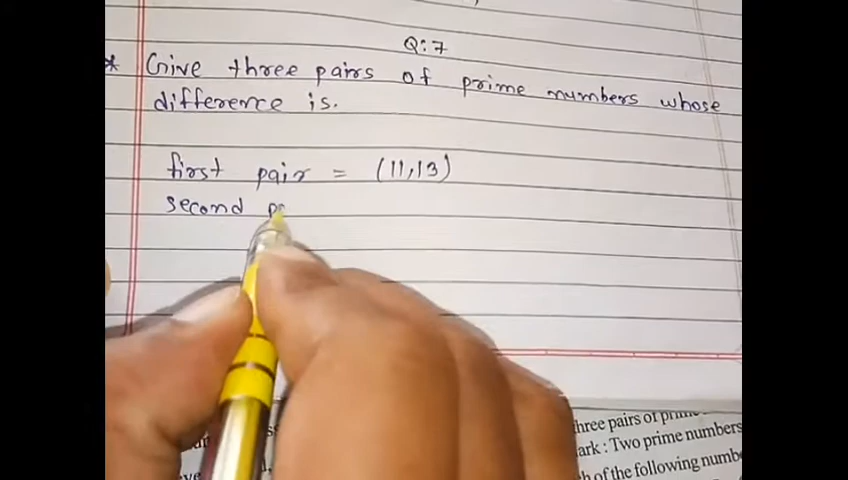 Q:7
* Give three pairs of prime numbers whose
difference is.
first pair = (11,13)
second
three pairs of
ark : Two prime numbers
of the following numb